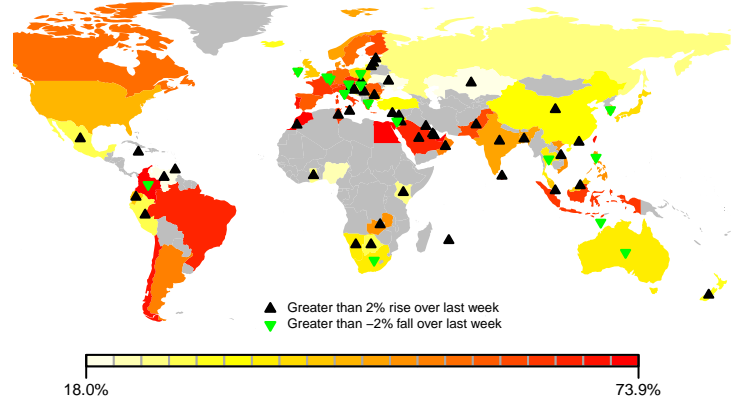 Greater than 2% rise over last week
Greater than −2% fall over last week
18.0%
73.9%